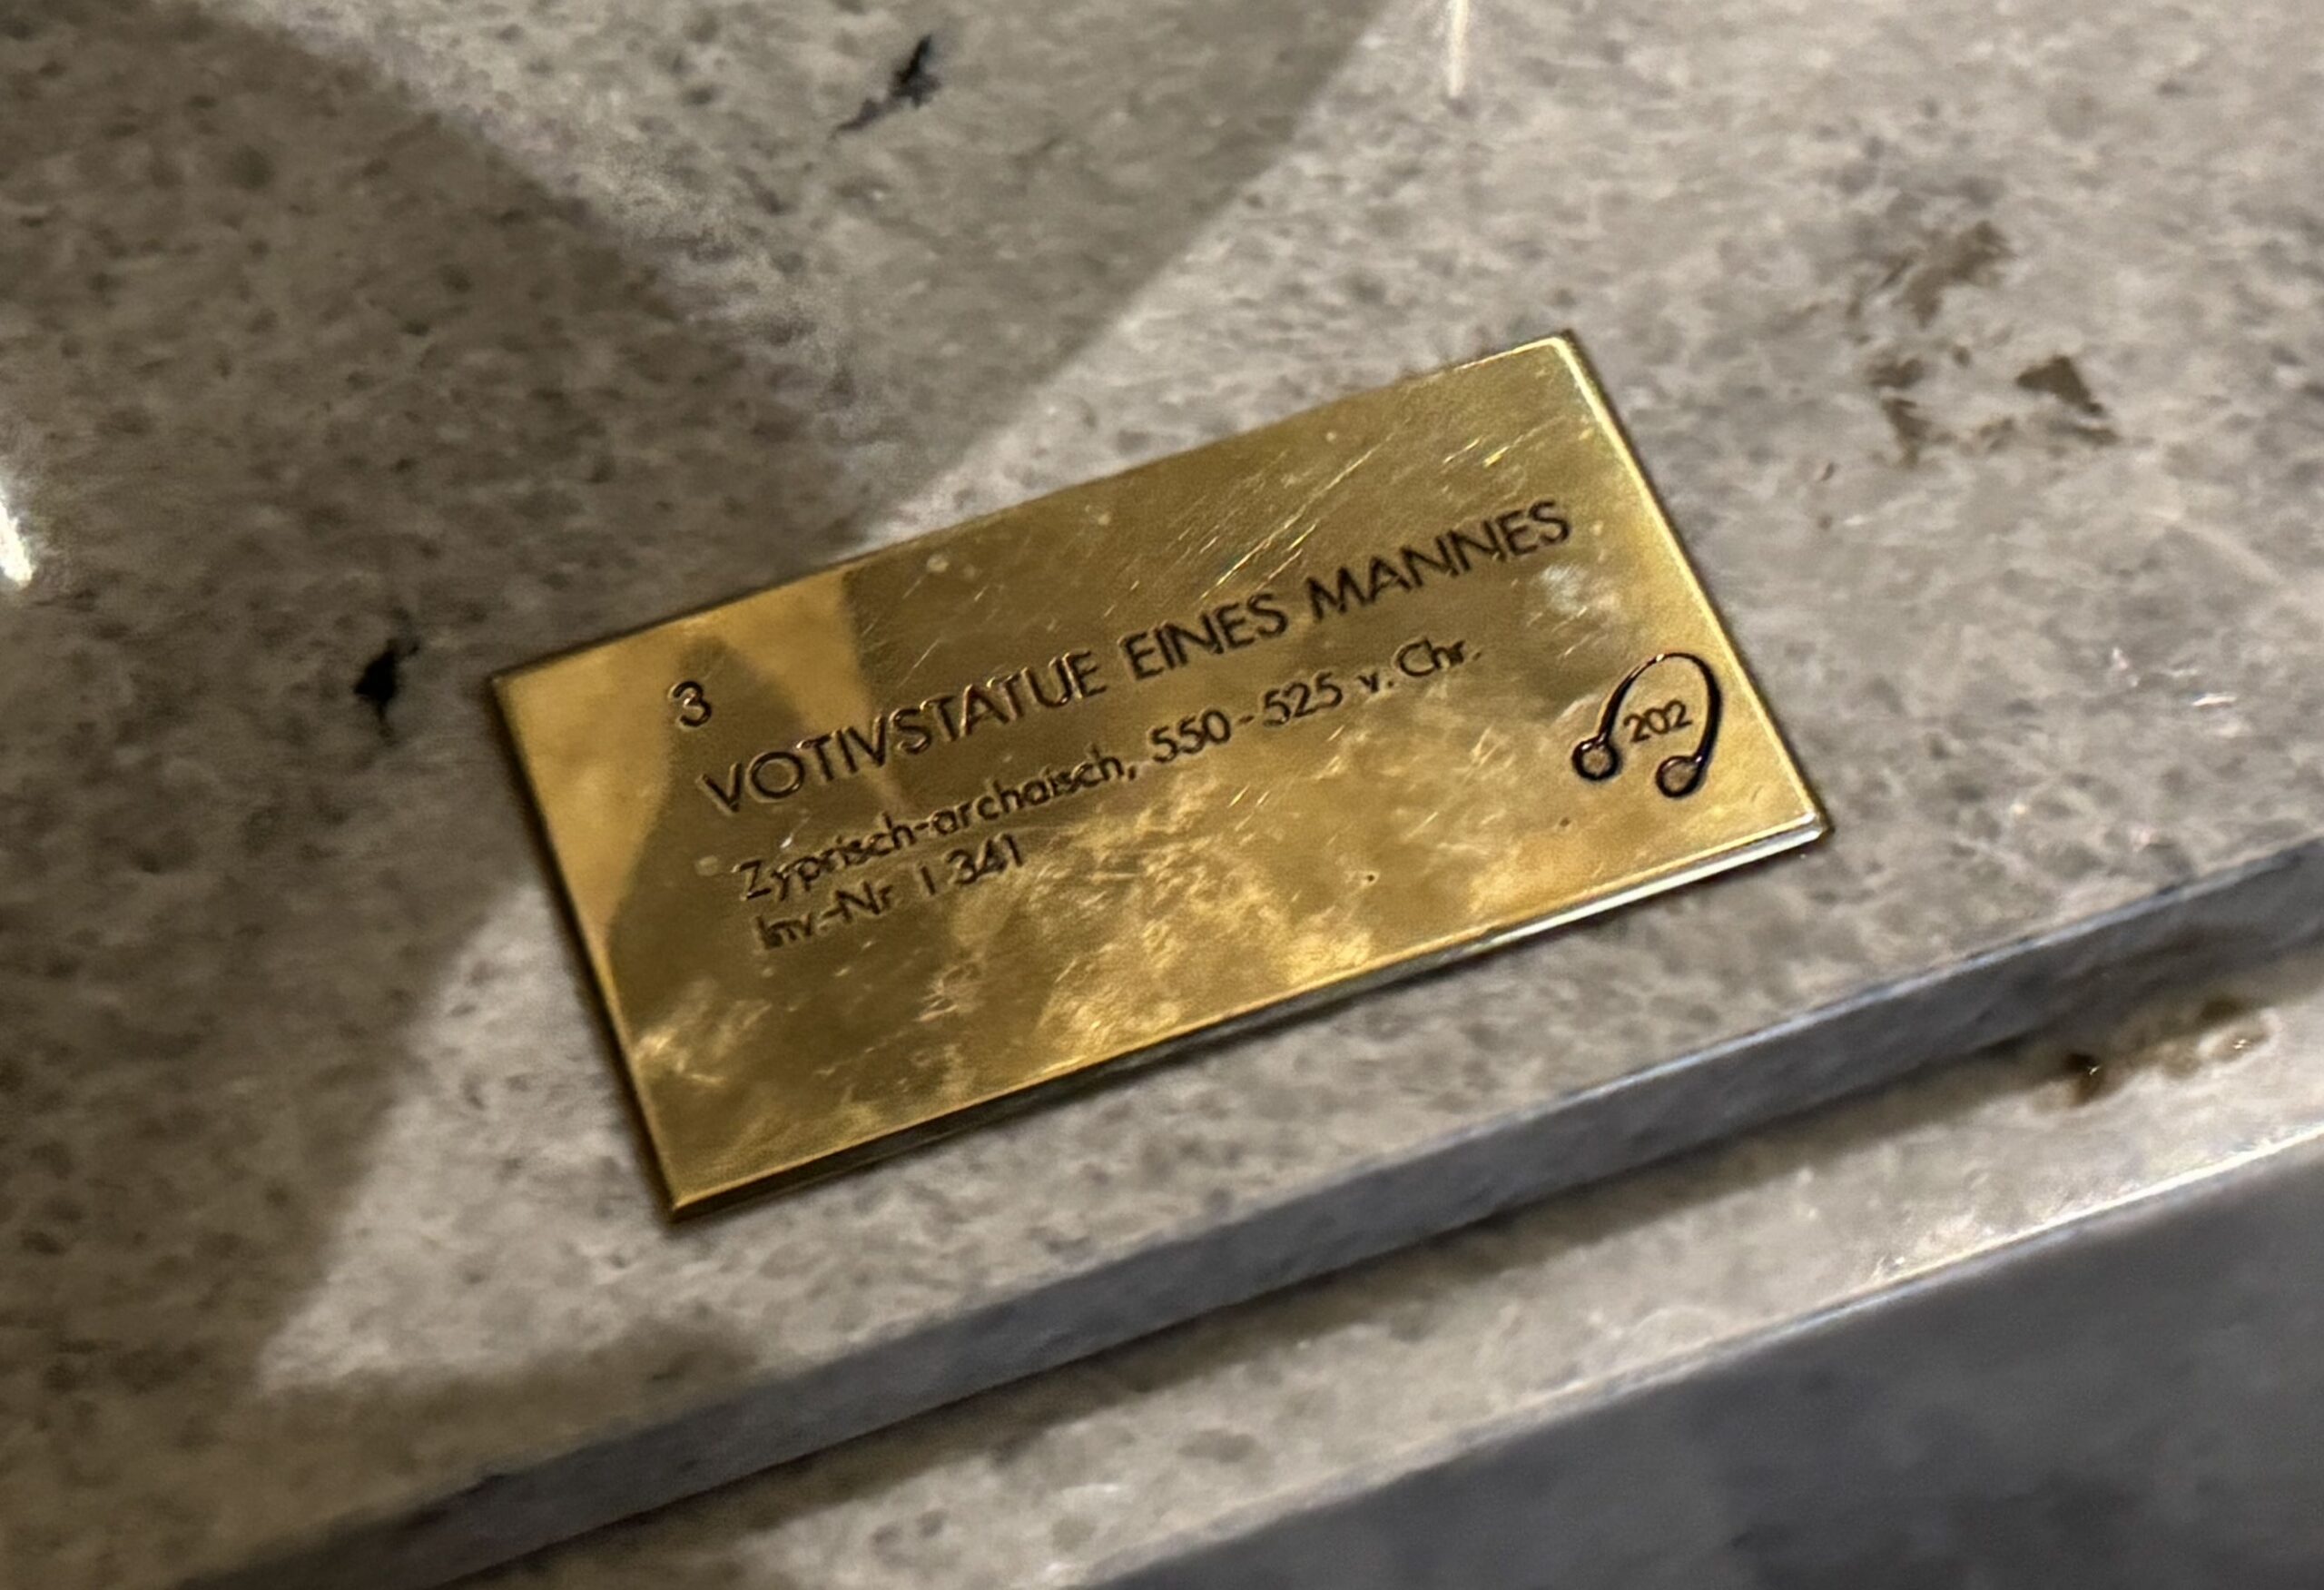 3
VOTIVSTATUE EINES MANNES
Zyprisch-archaisch, 550-525 v. Chr.
Inv.-Nr I 341
202